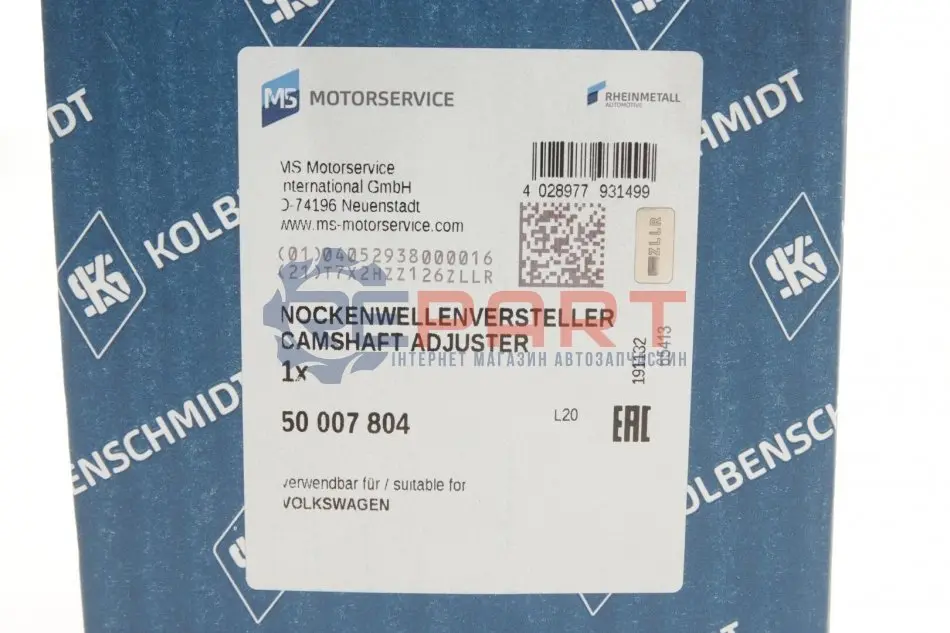 KOLBENSCHMIDT
MS MOTORSERVICE
RHEINMETALL
AUTOMOTIVE
MS Motorservice
International GmbH
D-74196 Neuenstadt
www.ms-motorservice.com
4 028977 931499
(01)04052938000016
(21)T7X2HZZ126ZLLR
ZLLR
PART
ІНТЕРНЕТ МАГАЗИН АВТОЗАПЧАСТИН
NOCKENWELLENVERSTELLER
CAMSHAFT ADJUSTER
1x
191132
50 007 804
L20
EAC
verwendbar für / suitable for
VOLKSWAGEN
KOLBENSCHMIDT
KOLBENSCHMIDT